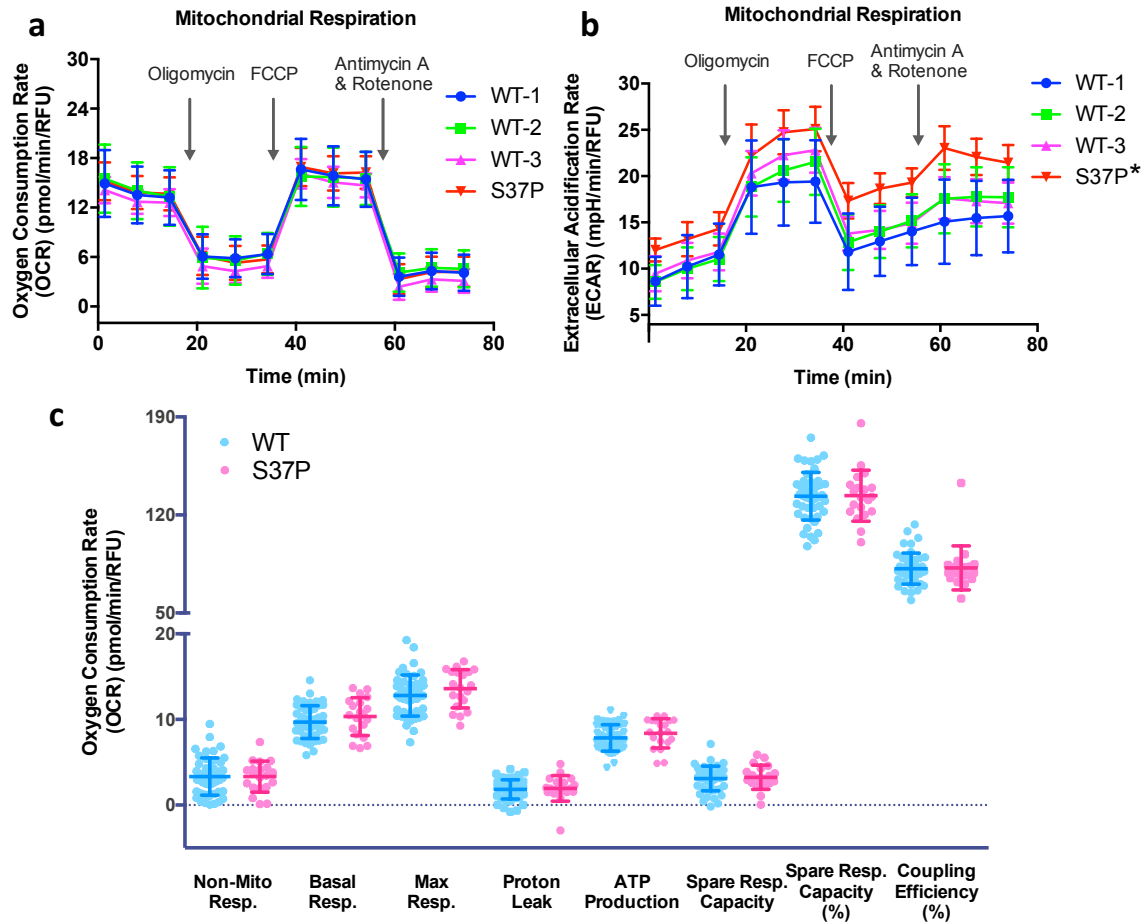 a
Mitochondrial Respiration
Oxygen Consumption Rate
(OCR) (pmol/min/RFU)
30
24
18
12
6
0
Oligomycin
FCCP
Antimycin A
& Rotenone
WT-1
WT-2
WT-3
S37P
0
20
40
60
80
Time (min)
b
Mitochondrial Respiration
Extracellular Acidification Rate
(ECAR) (mpH/min/RFU)
30
25
20
15
10
5
Oligomycin
FCCP
Antimycin A
& Rotenone
WT-1
WT-2
WT-3
S37P*
20
40
60
80
Time (min)
c
Oxygen Consumption Rate
(OCR) (pmol/min/RFU)
190
120
50
20
10
0
WT
S37P
Non-Mito
Resp.
Basal
Resp.
Max
Resp.
Proton
Leak
ATP
Production
Spare Resp.
Capacity
Spare Resp.
Capacity
(%)
Coupling
Efficiency
(%)